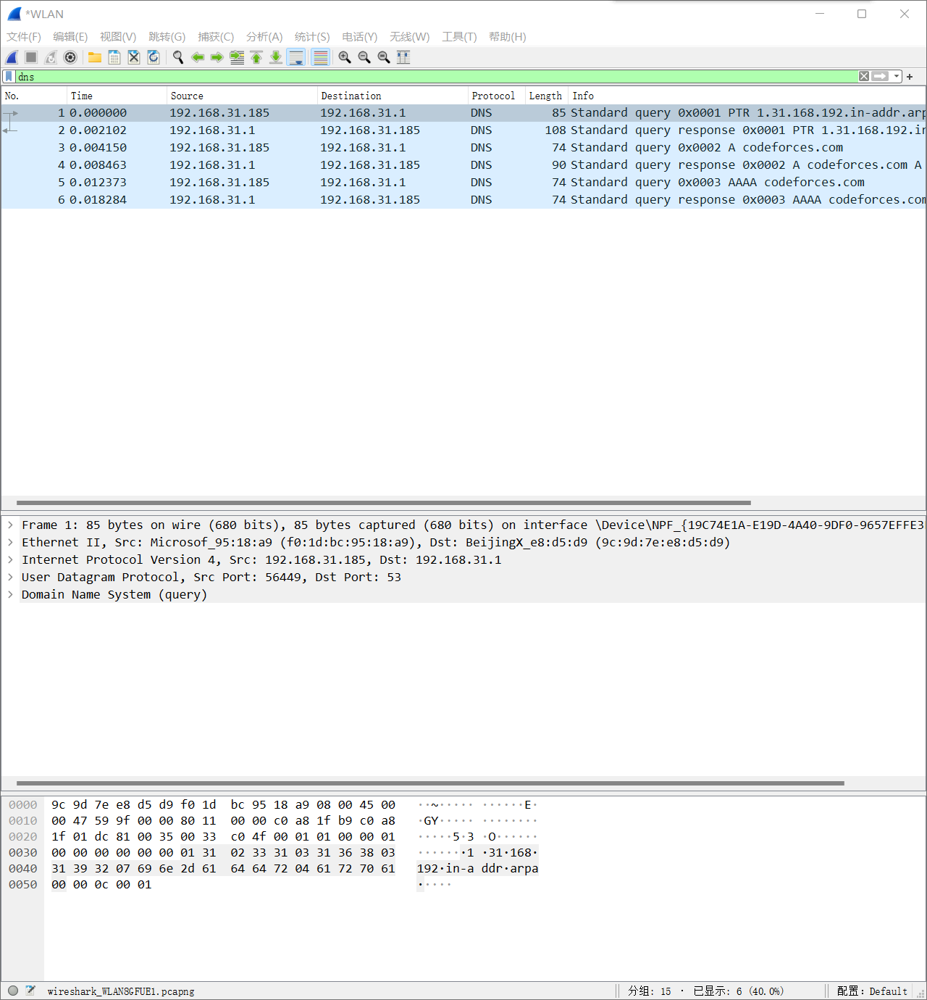 *WLAN
文件(F) 编辑(E) 视图(V) 跳转(G) 捕获(C) 分析(A) 统计(S) 电话(Y) 无线(W) 工具(T) 帮助(H)
dns
No. Time Source Destination Protocol Length Info
1 0.000000 192.168.31.185 192.168.31.1 DNS 85 Standard query 0x0001 PTR 1.31.168.192.in-addr.arp
2 0.002102 192.168.31.1 192.168.31.185 DNS 108 Standard query response 0x0001 PTR 1.31.168.192.in
3 0.004150 192.168.31.185 192.168.31.1 DNS 74 Standard query 0x0002 A codeforces.com
4 0.008463 192.168.31.1 192.168.31.185 DNS 90 Standard query response 0x0002 A codeforces.com A
5 0.012373 192.168.31.185 192.168.31.1 DNS 74 Standard query 0x0003 AAAA codeforces.com
6 0.018284 192.168.31.1 192.168.31.185 DNS 74 Standard query response 0x0003 AAAA codeforces.com
Frame 1: 85 bytes on wire (680 bits), 85 bytes captured (680 bits) on interface \Device\NPF_{19C74E1A-E19D-4A40-9DF0-9657EFFE3
Ethernet II, Src: Microsof_95:18:a9 (f0:1d:bc:95:18:a9), Dst: BeijingX_e8:d5:d9 (9c:9d:7e:e8:d5:d9)
Internet Protocol Version 4, Src: 192.168.31.185, Dst: 192.168.31.1
User Datagram Protocol, Src Port: 56449, Dst Port: 53
Domain Name System (query)
0000 9c 9d 7e e8 d5 d9 f0 1d bc 95 18 a9 08 00 45 00 ··~····· ······E·
0010 00 47 59 9f 00 00 80 11 00 00 c0 a8 1f b9 c0 a8 ·GY····· ········
0020 1f 01 dc 81 00 35 00 33 c0 4f 00 01 01 00 00 01 ·····5·3 ·O······
0030 00 00 00 00 00 00 01 31 02 33 31 03 31 36 38 03 ·······1 ·31·168·
0040 31 39 32 07 69 6e 2d 61 64 64 72 04 61 72 70 61 192·in-a ddr·arpa
0050 00 00 0c 00 01 ·····
wireshark_WLAN8GFUE1.pcapng 分组: 15 · 已显示: 6 (40.0%) 配置: Default